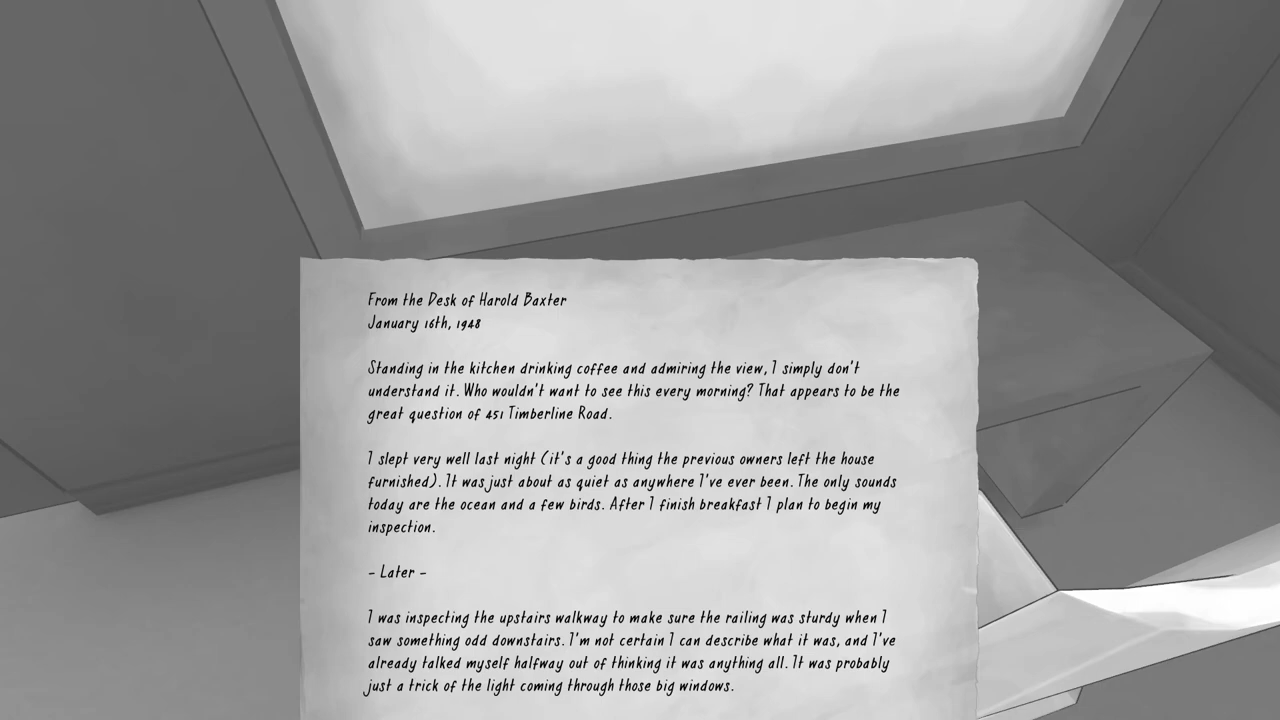 From the Desk of Harold Baxter
January 16th, 1948
Standing in the kitchen drinking coffee and admiring the view, I simply don't
understand it. Who wouldn't want to see this every morning? That appears to be the
great question of 451 Timberline Road.
I slept very well last night (it's a good thing the previous owners left the house
furnished). It was just about as quiet as anywhere I've ever been. The only sounds
today are the ocean and a few birds. After I finish breakfast I plan to begin my
inspection.
- Later -
I was inspecting the upstairs walkway to make sure the railing was sturdy when I
saw something odd downstairs. I'm not certain I can describe what it was, and I've
already talked myself halfway out of thinking it was anything all. It was probably
just a trick of the light coming through those big windows.